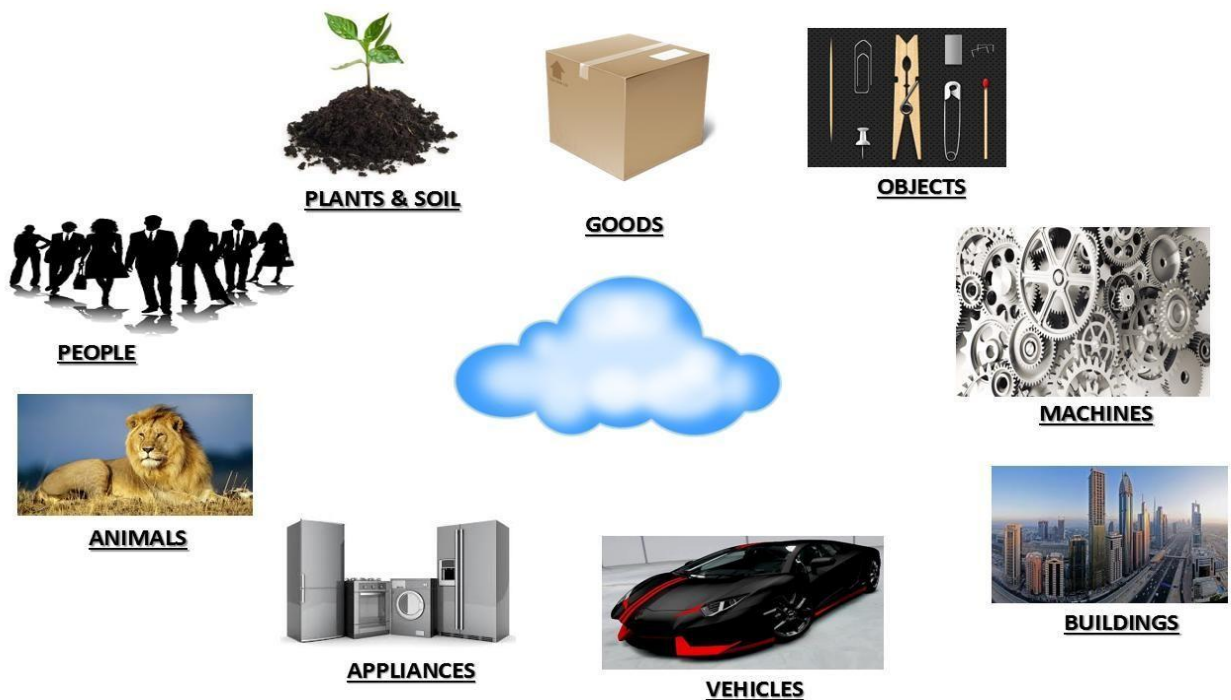 PLANTS & SOIL
GOODS
OBJECTS
PEOPLE
MACHINES
ANIMALS
BUILDINGS
APPLIANCES
VEHICLES